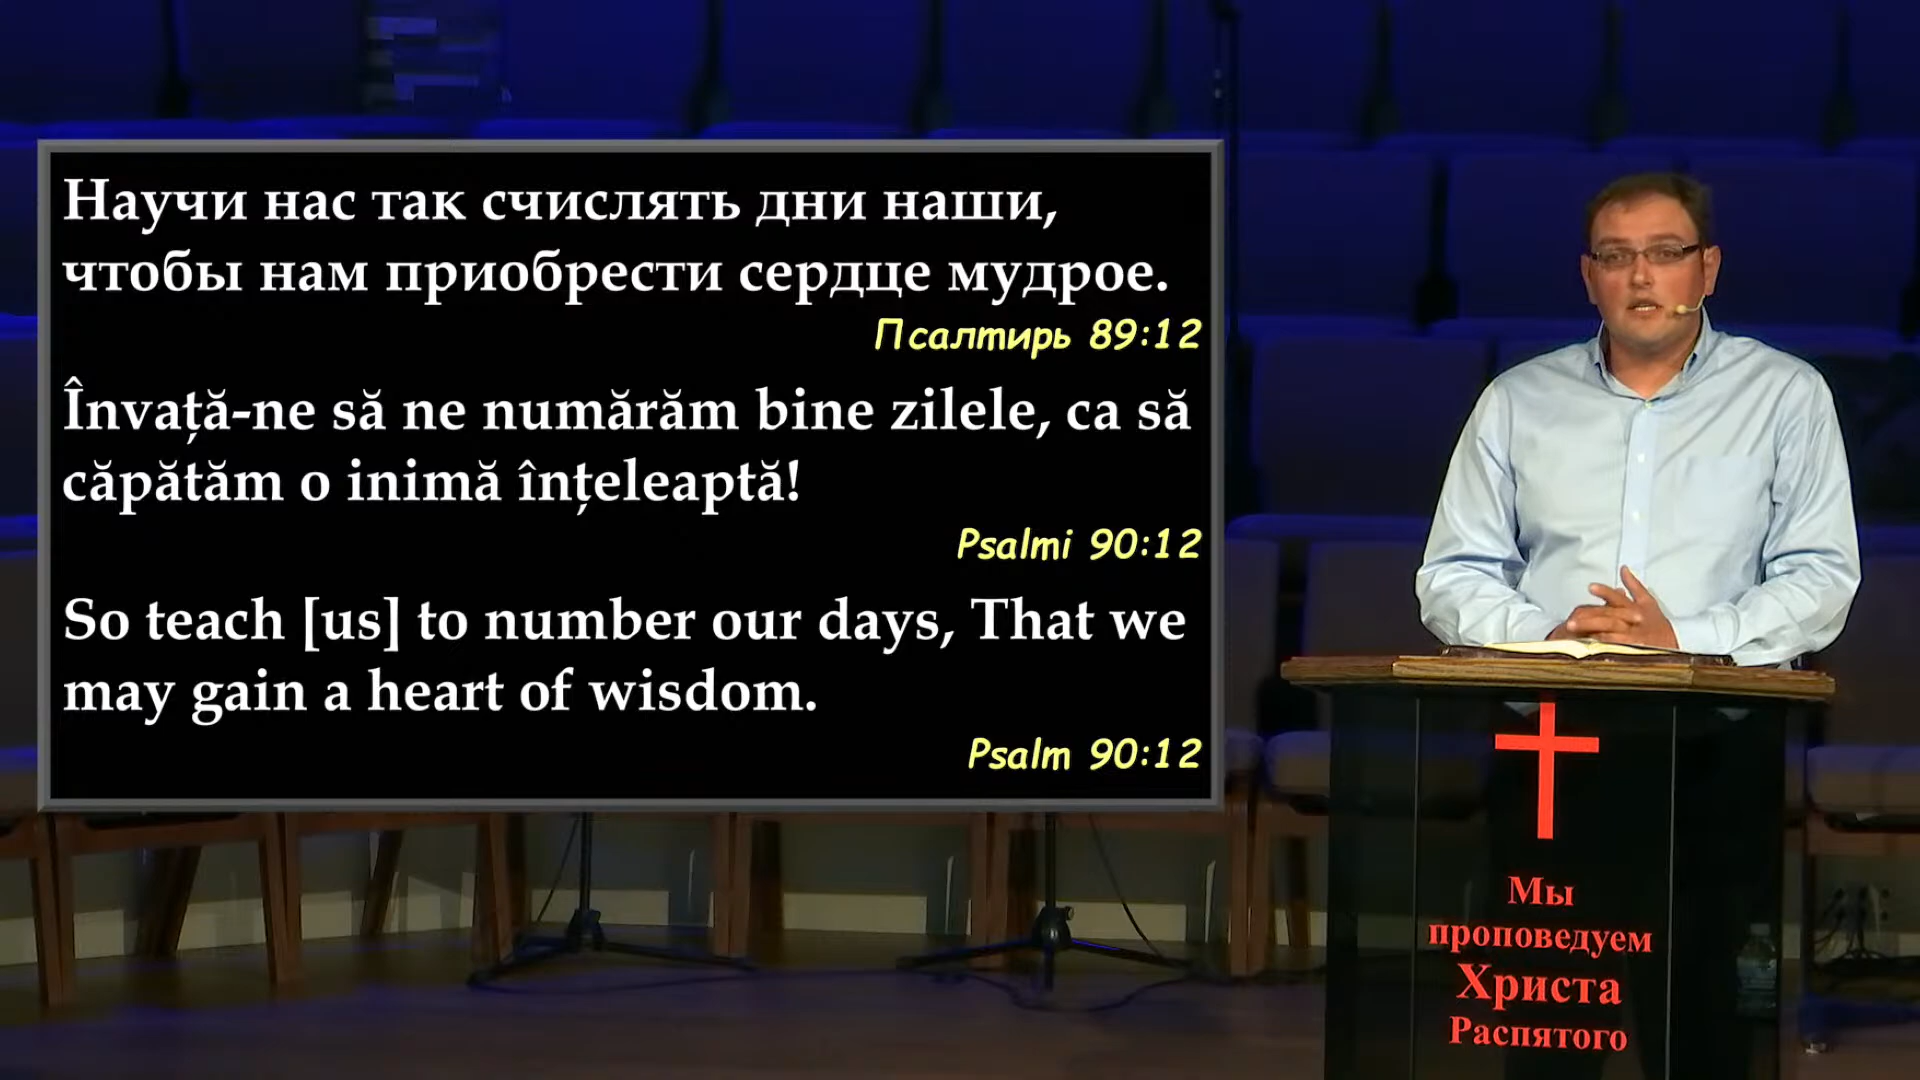 Научи нас так счислять дни наши,
чтобы нам приобрести сердце мудрое.
Псалтирь 89:12
Învață-ne să ne numărăm bine zilele, ca să
căpătăm o inimă înțeleaptă!
Psalmi 90:12
So teach [us] to number our days, That we
may gain a heart of wisdom.
Psalm 90:12
Мы
проповедуем
Христа
Распятого